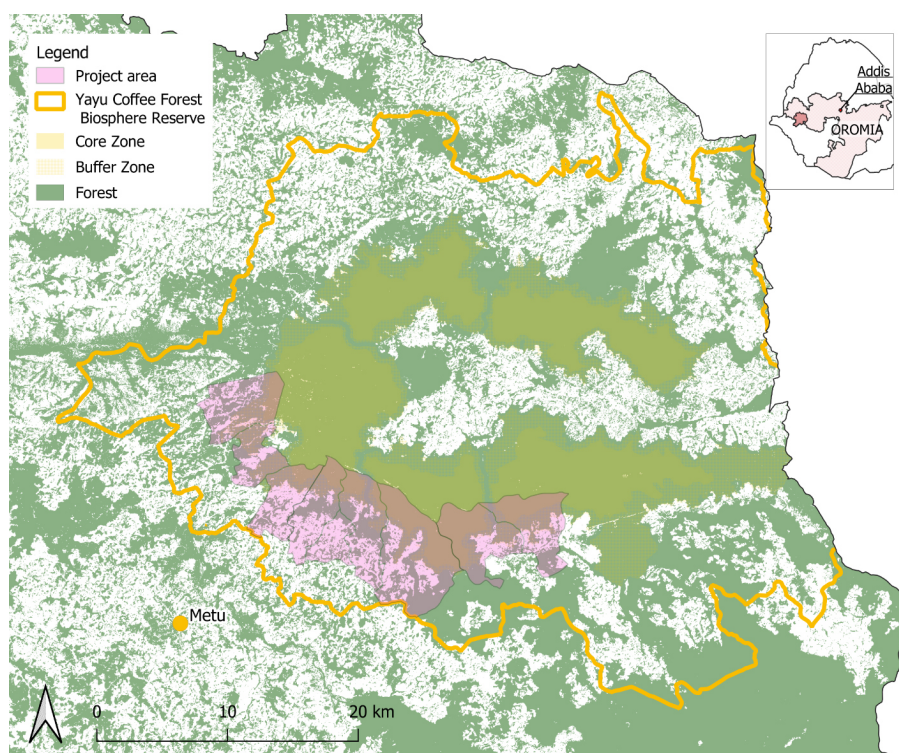 Legend
Project area
Yayu Coffee Forest
Biosphere Reserve
Core Zone
Buffer Zone
Forest
Addis
Ababa
OROMIA
Metu
0
10
20 km